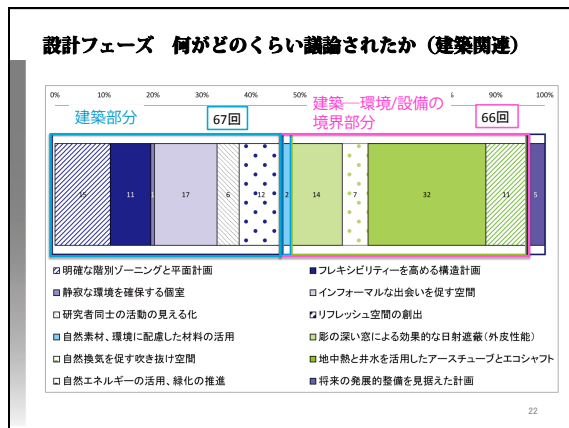 設計フェーズ 何がどのくらい議論されたか（建築関連）
0% 10% 20% 30% 40% 50% 90% 100%
建築部分
67回
建築―環境/設備の
境界部分
66回
15 11 1 17 6 12 2 14 7 32 11 5
明確な階別ゾーニングと平面計画
フレキシビリティーを高める構造計画
静寂な環境を確保する個室
インフォーマルな出会いを促す空間
研究者同士の活動の見える化
リフレッシュ空間の創出
自然素材、環境に配慮した材料の活用
彫の深い窓による効果的な日射遮蔽（外皮性能）
自然換気を促す吹き抜け空間
地中熱と井水を活用したアースチューブとエコシャフト
自然エネルギーの活用、緑化の推進
将来の発展的整備を見据えた計画
22